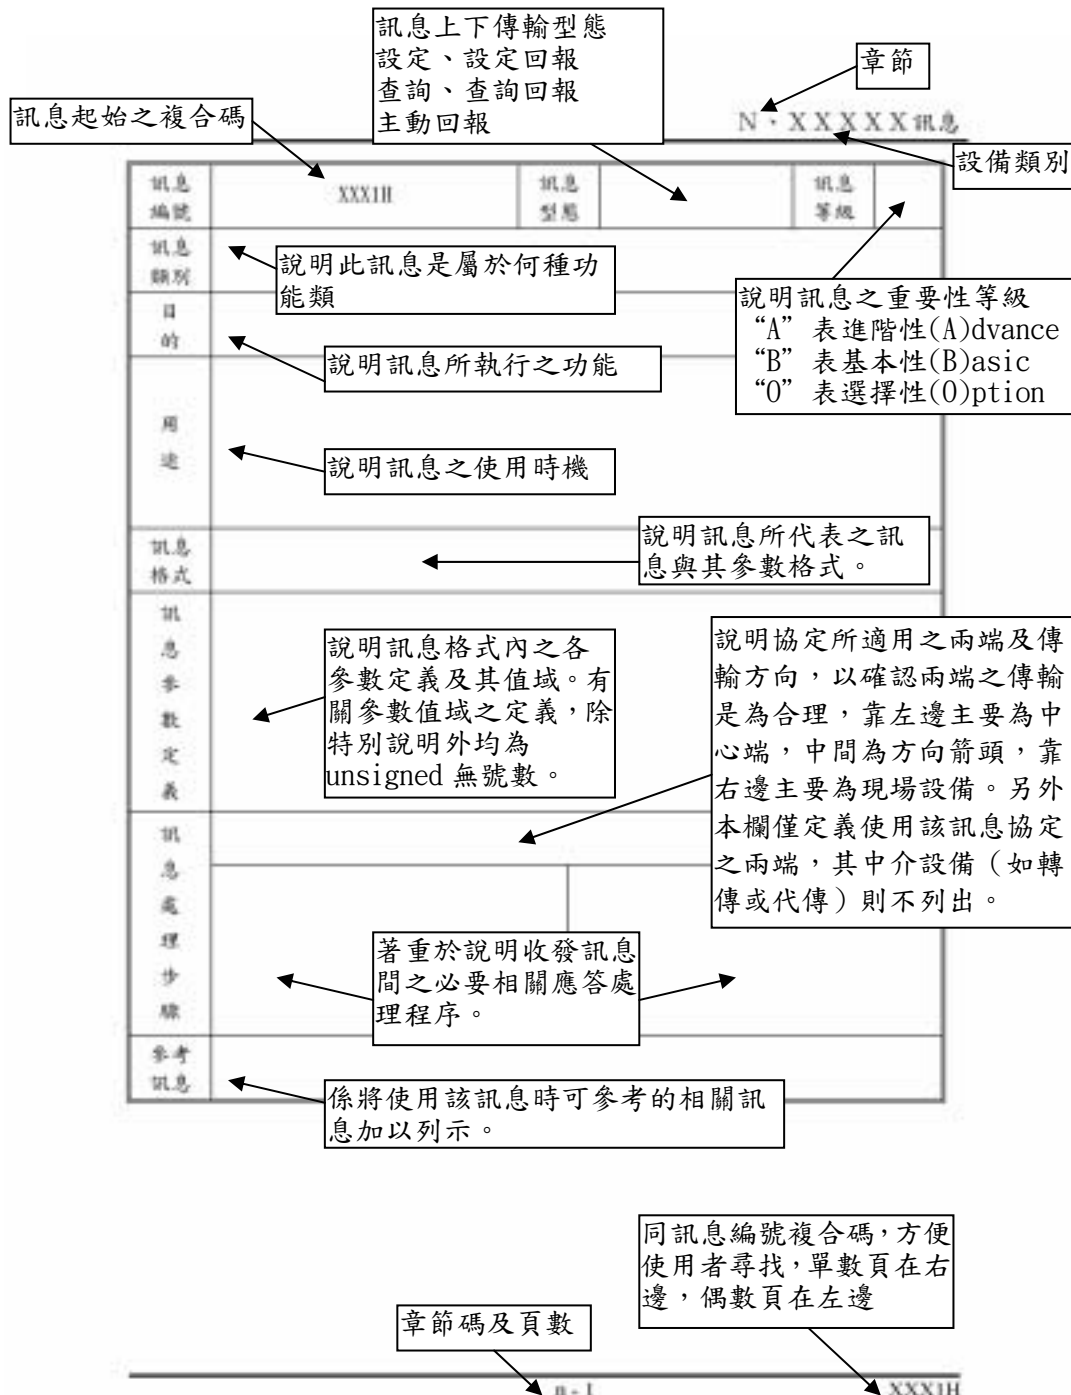 訊息上下傳輸型態
設定、設定回報
查詢、查詢回報
主動回報
章節
訊息起始之複合碼
N、XXXXX訊息
設備類別
訊息
編號
XXX1H
訊息
型態
訊息
等級
訊息
類別
說明此訊息是屬於何種功
能類
目
的
說明訊息之重要性等級
“A” 表進階性(A)dvance
“B” 表基本性(B)asic
“O” 表選擇性(O)ption
說明訊息所執行之功能
用
途
說明訊息之使用時機
訊息
格式
說明訊息所代表之訊
息與其參數格式。
訊
息
參
數
定
義
說明訊息格式內之各
參數定義及其值域。有
關參數值域之定義，除
特別說明外均為
unsigned 無號數。
說明協定所適用之兩端及傳
輸方向，以確認兩端之傳輸
是為合理，靠左邊主要為中
心端，中間為方向箭頭，靠
右邊主要為現場設備。另外
本欄僅定義使用該訊息協定
之兩端，其中介設備（如轉
傳或代傳）則不列出。
訊
息
處
理
步
驟
著重於說明收發訊息
間之必要相關應答處
理程序。
參考
訊息
係將使用該訊息時可參考的相關訊
息加以列示。
同訊息編號複合碼，方便
使用者尋找，單數頁在右
邊，偶數頁在左邊
章節碼及頁數
n - 1
XXX1H